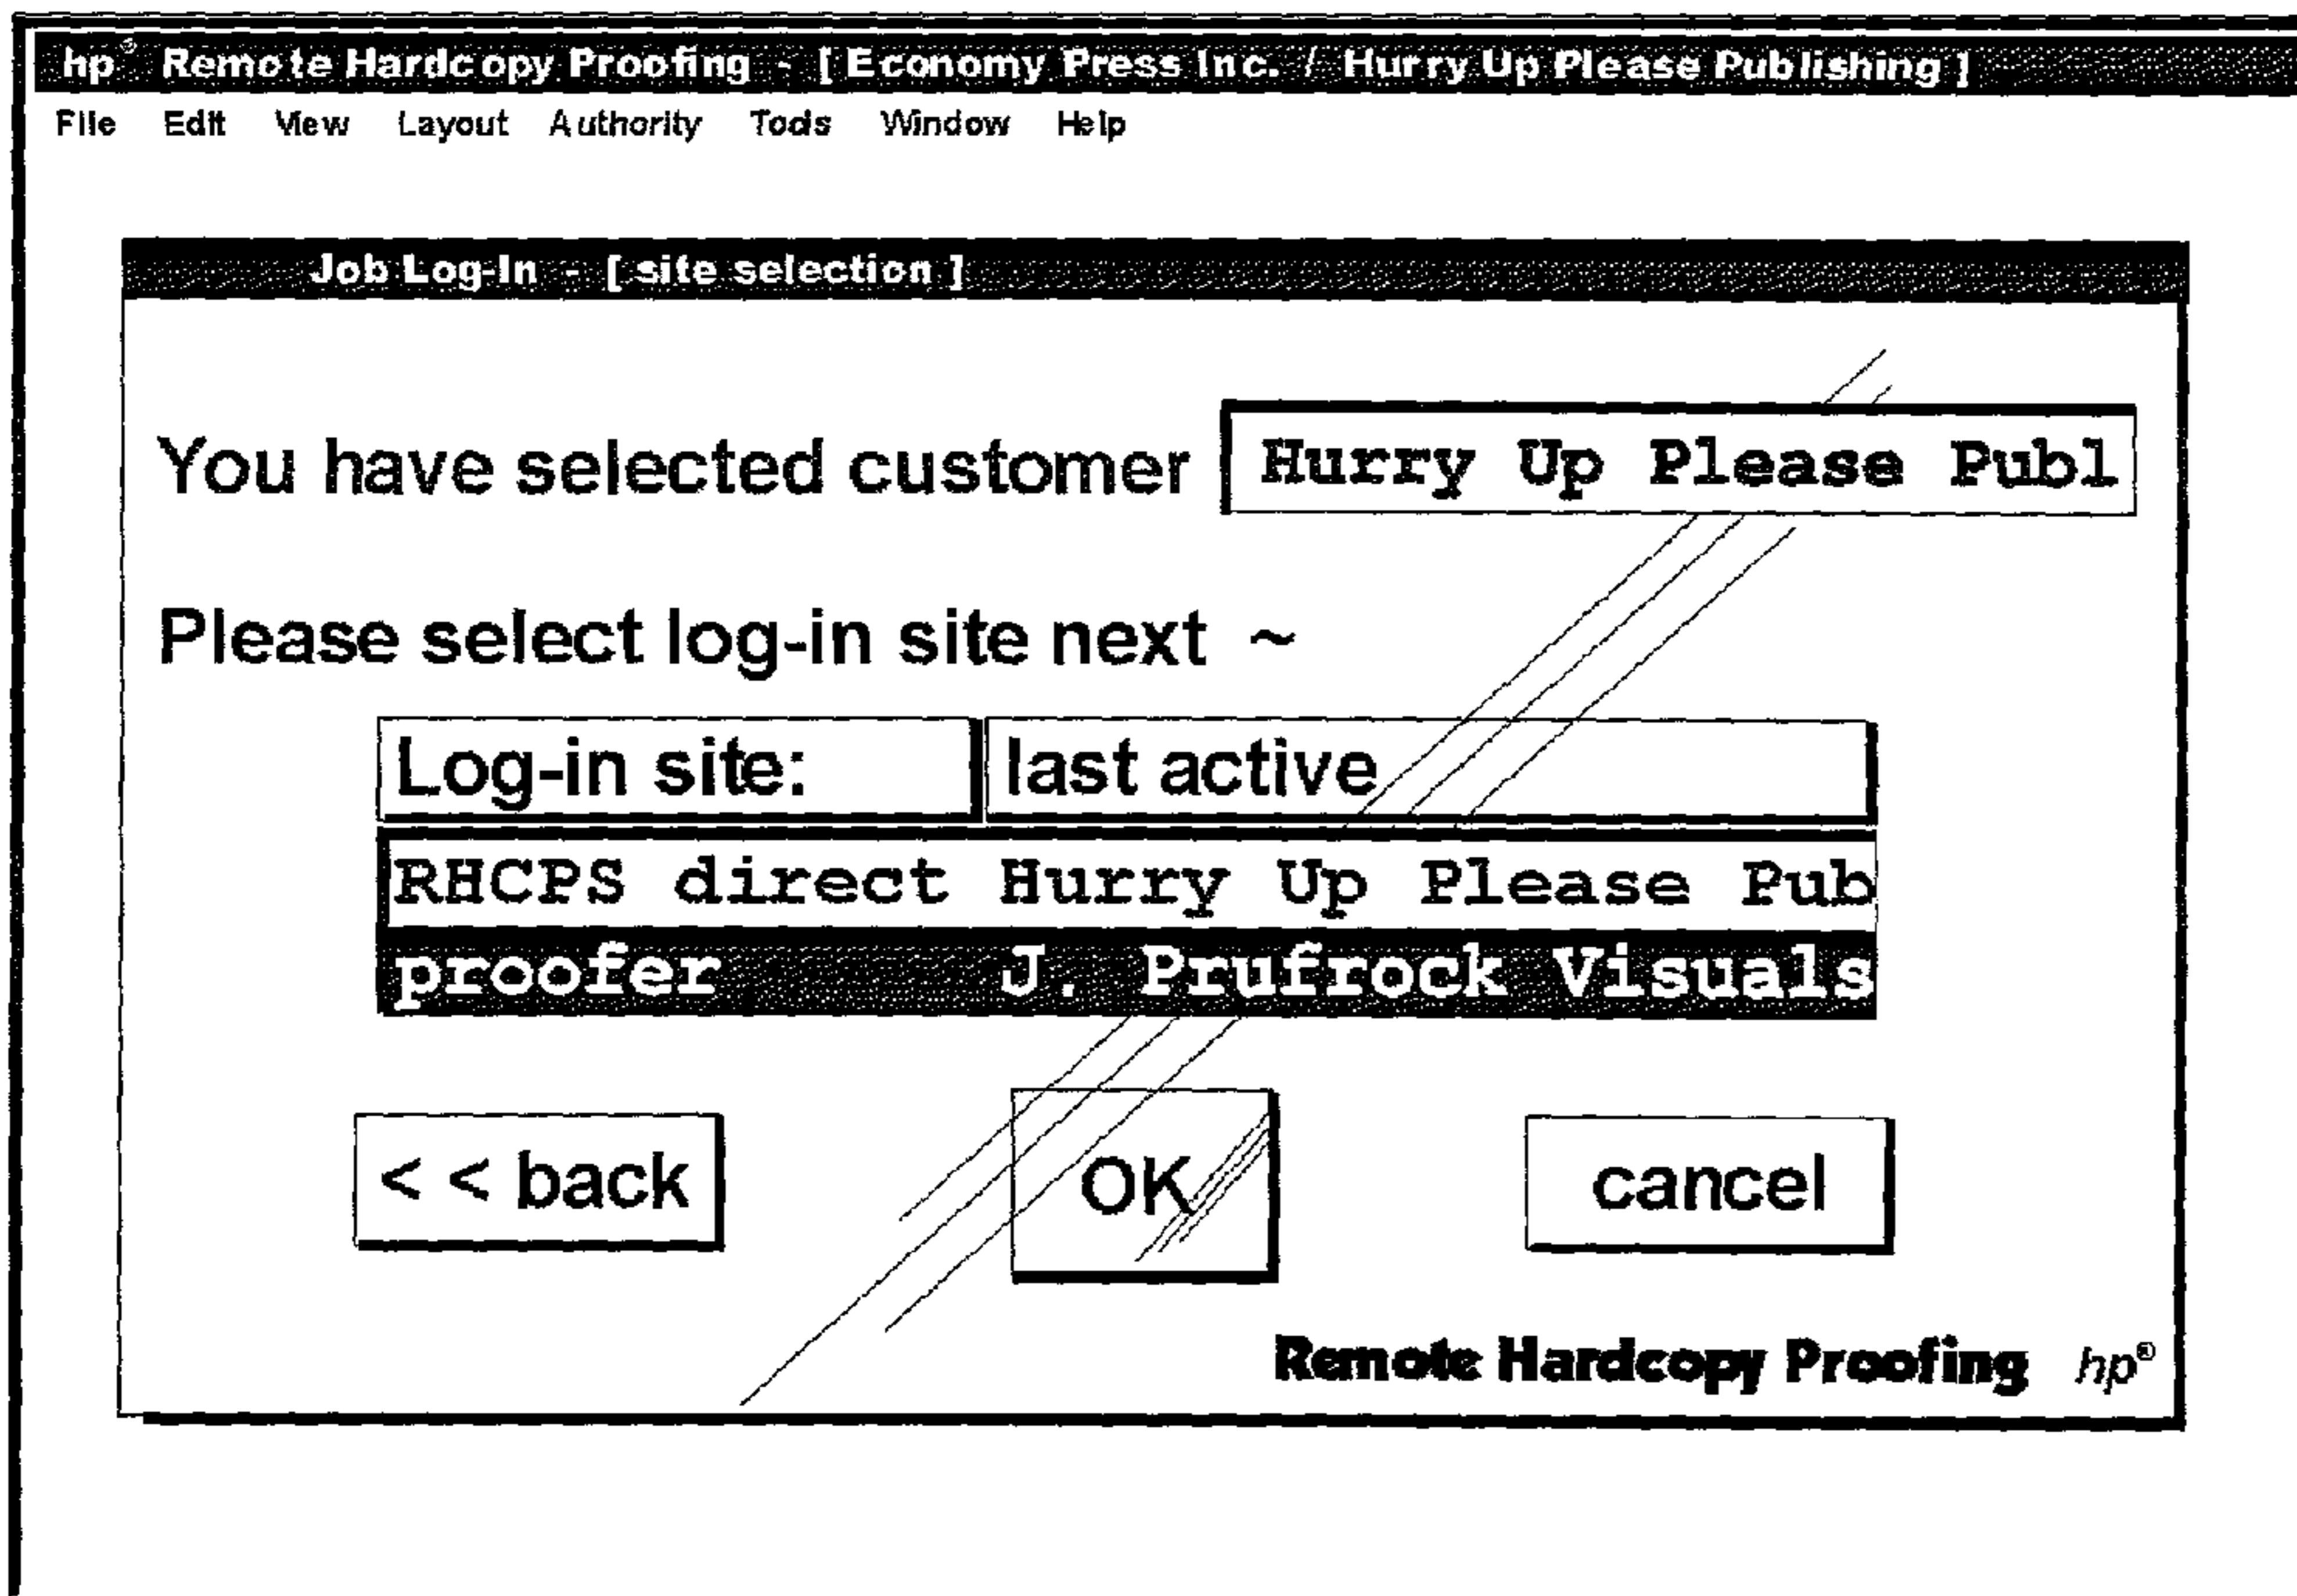 hp® Remote Hardcopy Proofing - [ Economy Press Inc. / Hurry Up Please Publishing ]
File Edit View Layout Authority Tools Window Help
Job Log-In - [ site selection ]
You have selected customer Hurry Up Please Publ
Please select log-in site next ~
Log-in site: last active
RHCPS direct Hurry Up Please Pub
proofer J. Prufrock Visuals
< < back OK cancel
Remote Hardcopy Proofing hp®